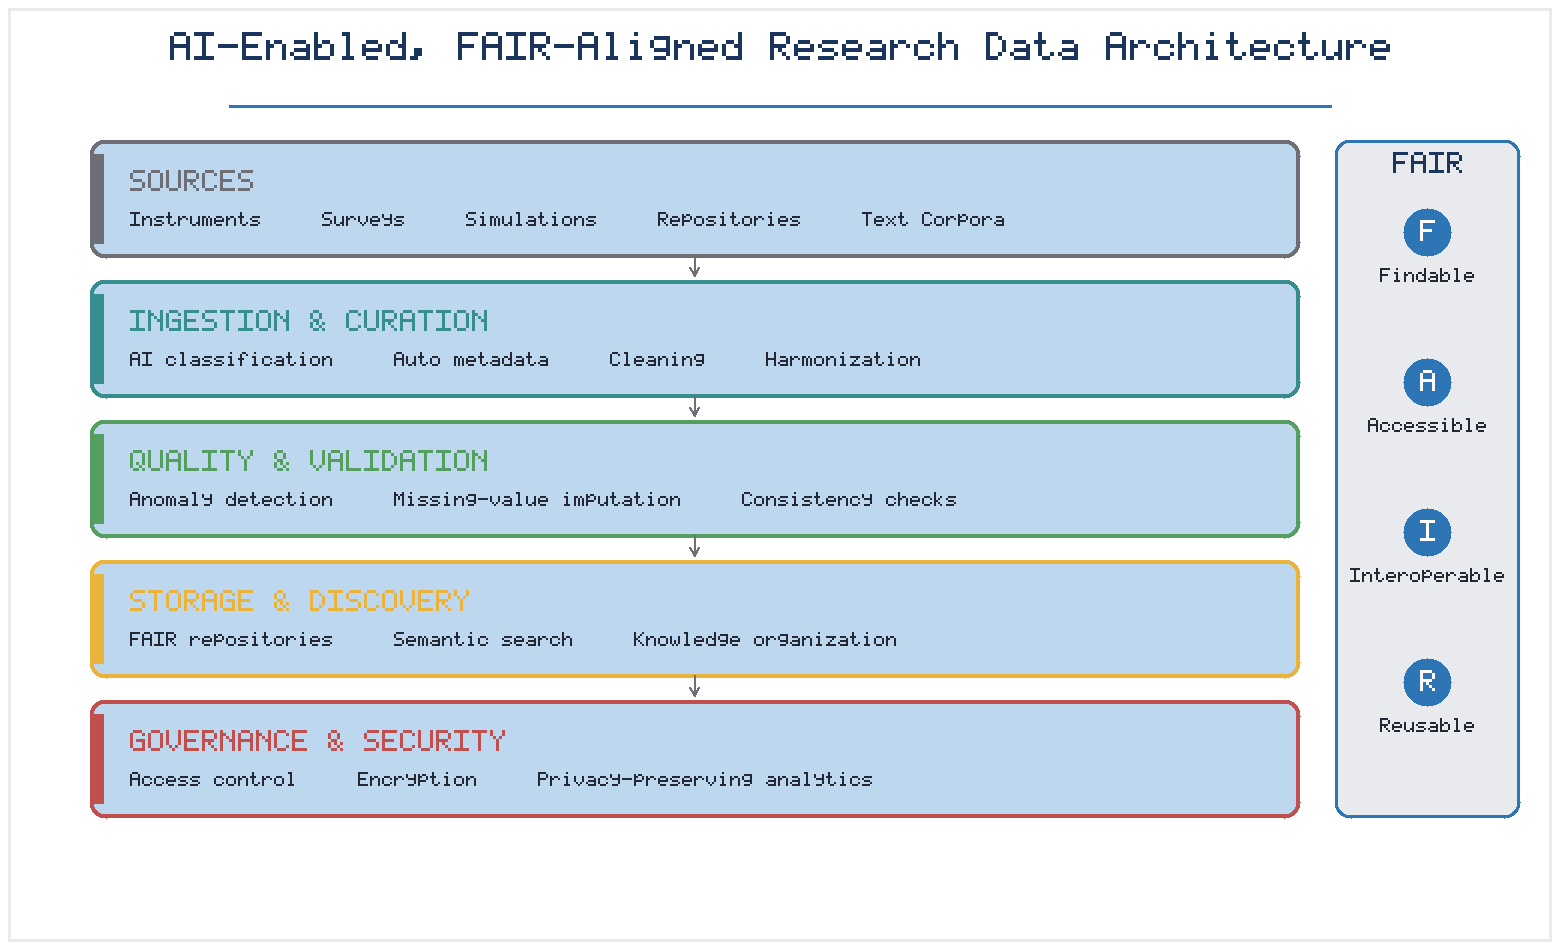 AI-Enabled, FAIR-Aligned Research Data Architecture
SOURCES
Instruments Surveys Simulations Repositories Text Corpora
INGESTION & CURATION
AI classification Auto metadata Cleaning Harmonization
QUALITY & VALIDATION
Anomaly detection Missing-value imputation Consistency checks
STORAGE & DISCOVERY
FAIR repositories Semantic search Knowledge organization
GOVERNANCE & SECURITY
Access control Encryption Privacy-preserving analytics
FAIR
F
Findable
A
Accessible
I
Interoperable
R
Reusable